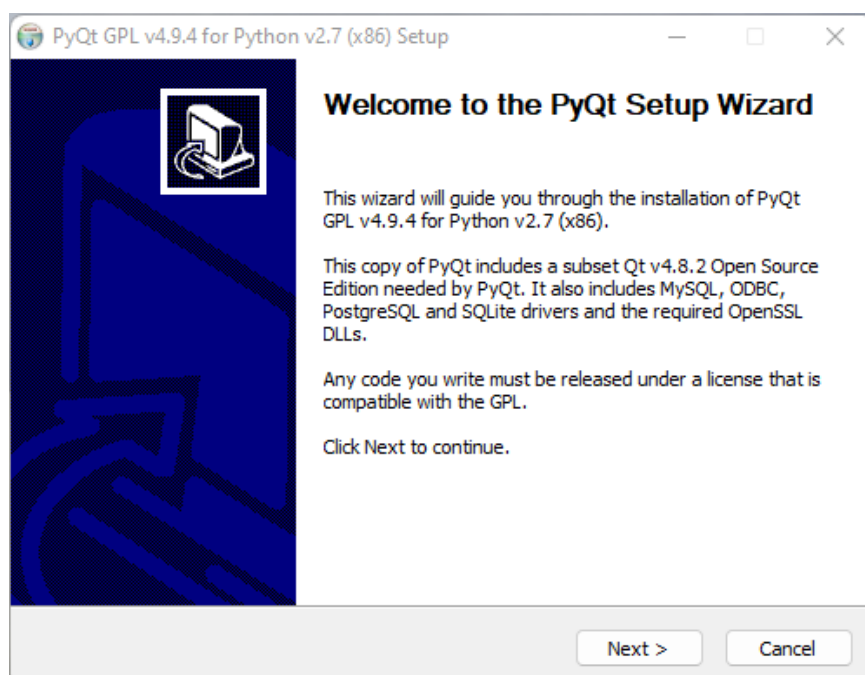 PyQt GPL v4.9.4 for Python v2.7 (x86) Setup
Welcome to the PyQt Setup Wizard
This wizard will guide you through the installation of PyQt
GPL v4.9.4 for Python v2.7 (x86).
This copy of PyQt includes a subset Qt v4.8.2 Open Source
Edition needed by PyQt. It also includes MySQL, ODBC,
PostgreSQL and SQLite drivers and the required OpenSSL
DLLs.
Any code you write must be released under a license that is
compatible with the GPL.
Click Next to continue.
Next >
Cancel